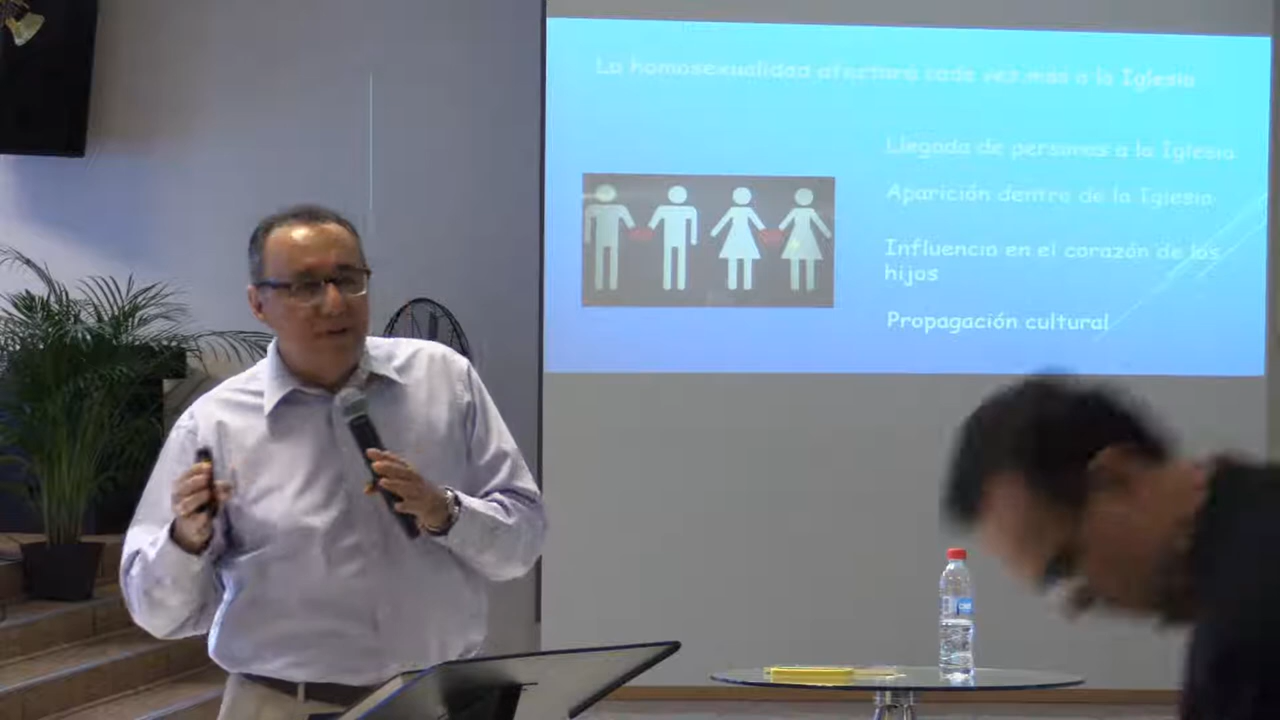 La homosexualidad afectará cada vez más a la Iglesia
Llegada de personas a la Iglesia
Aparición dentro de la Iglesia
Influencia en el corazón de los
hijos
Propagación cultural